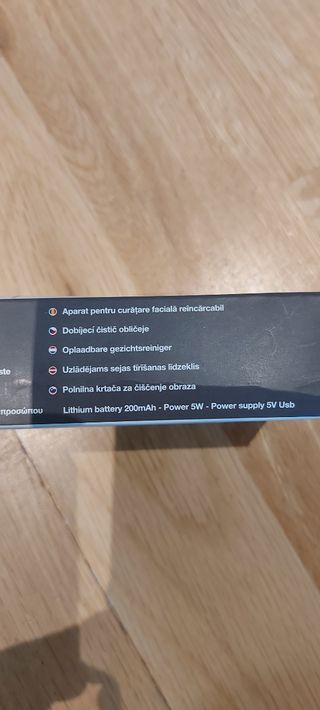 Aparat pentru curățare facială reîncărcabil
Dobíjecí čistič obličeje
Oplaadbare gezichtsreiniger
ste Uzlādējams sejas tīrīšanas līdzeklis
Polnilna krtača za čiščenje obraza
προσώπου Lithium battery 200mAh - Power 5W - Power supply 5V Usb